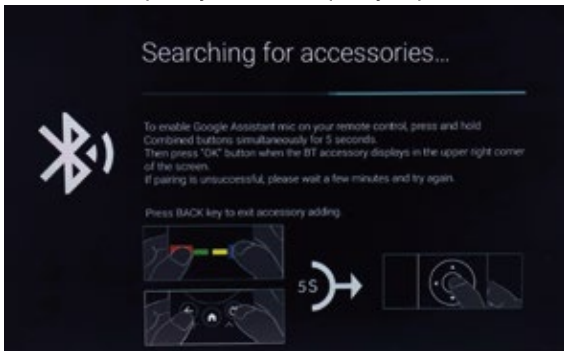 Searching for accessories...
To enable Google Assistant mic on your remote control, press and hold
Combined buttons simultaneously for 5 seconds.
Then press "OK" button when the BT accessory displays in the upper right corner
of the screen.
If pairing is unsuccessful, please wait a few minutes and try again.
Press BACK key to exit accessory adding.
5S